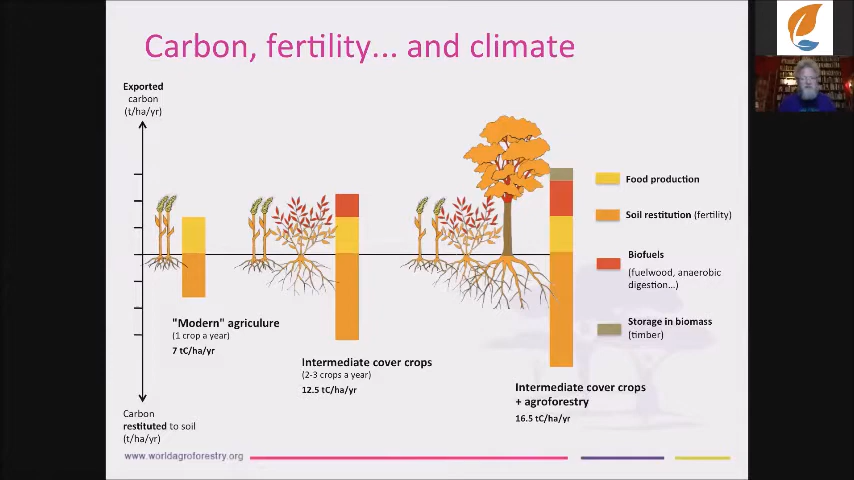 Carbon, fertility... and climate
Exported
carbon
(t/ha/yr)
Food production
Soil restitution (fertility)
Biofuels
(fuelwood, anaerobic
digestion...)
Storage in biomass
(timber)
"Modern" agriculure
(1 crop a year)
7 tC/ha/yr
Intermediate cover crops
(2-3 crops a year)
12.5 tC/ha/yr
Intermediate cover crops
+ agroforestry
16.5 tC/ha/yr
Carbon
restituted to soil
(t/ha/yr)
www.worldagroforestry.org